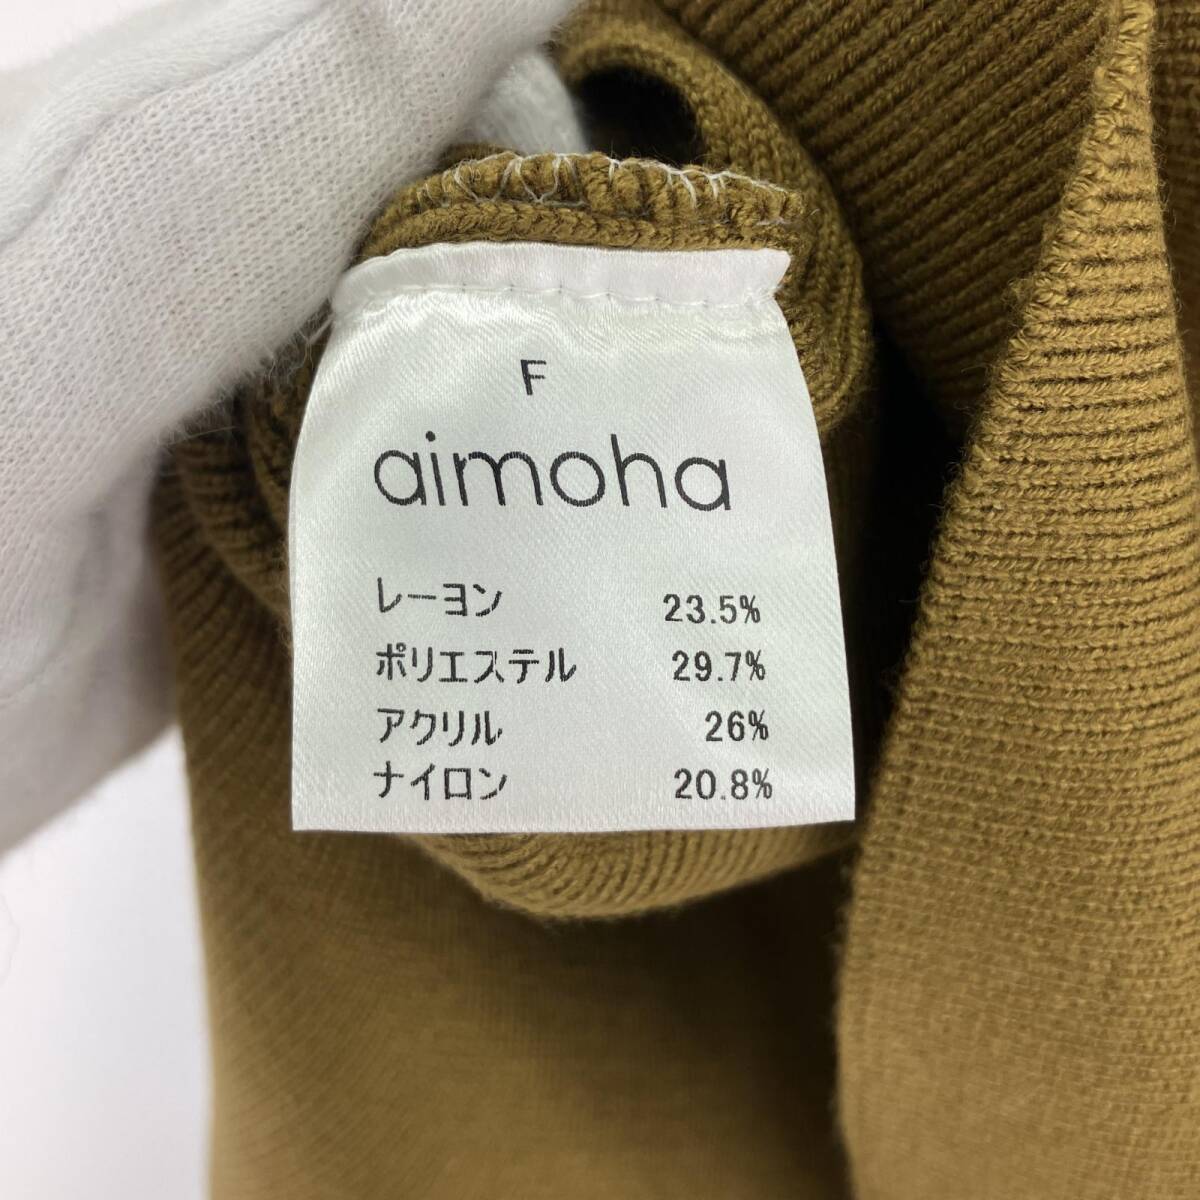 F
aimoha
レーヨン 23.5%
ポリエステル 29.7%
アクリル 26%
ナイロン 20.8%